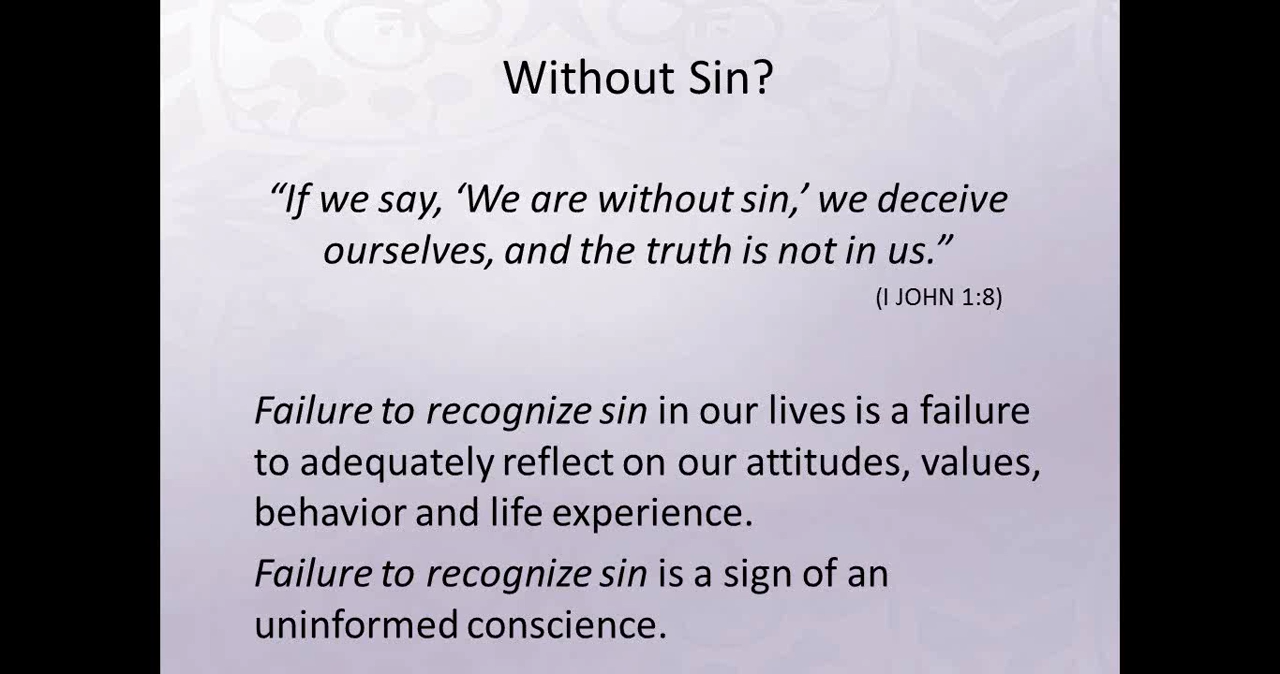 Without Sin?
“If we say, ‘We are without sin,’ we deceive
ourselves, and the truth is not in us.”
(I JOHN 1:8)
Failure to recognize sin in our lives is a failure
to adequately reflect on our attitudes, values,
behavior and life experience.
Failure to recognize sin is a sign of an
uninformed conscience.